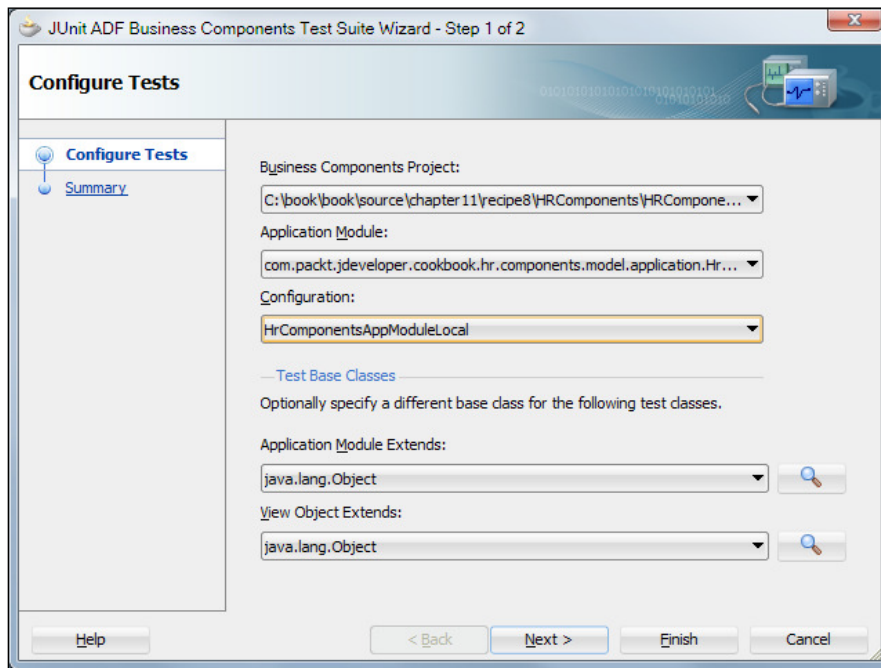 JUnit ADF Business Components Test Suite Wizard - Step 1 of 2
Configure Tests
Configure Tests
Summary
Business Components Project:
C:\book\book\source\chapter11\recipe8\HRComponents\HRCompone...
Application Module:
com.packt.jdeveloper.cookbook.hr.components.model.application.Hr...
Configuration:
HrComponentsAppModuleLocal
Test Base Classes
Optionally specify a different base class for the following test classes.
Application Module Extends:
java.lang.Object
View Object Extends:
java.lang.Object
Help
< Back
Next >
Finish
Cancel